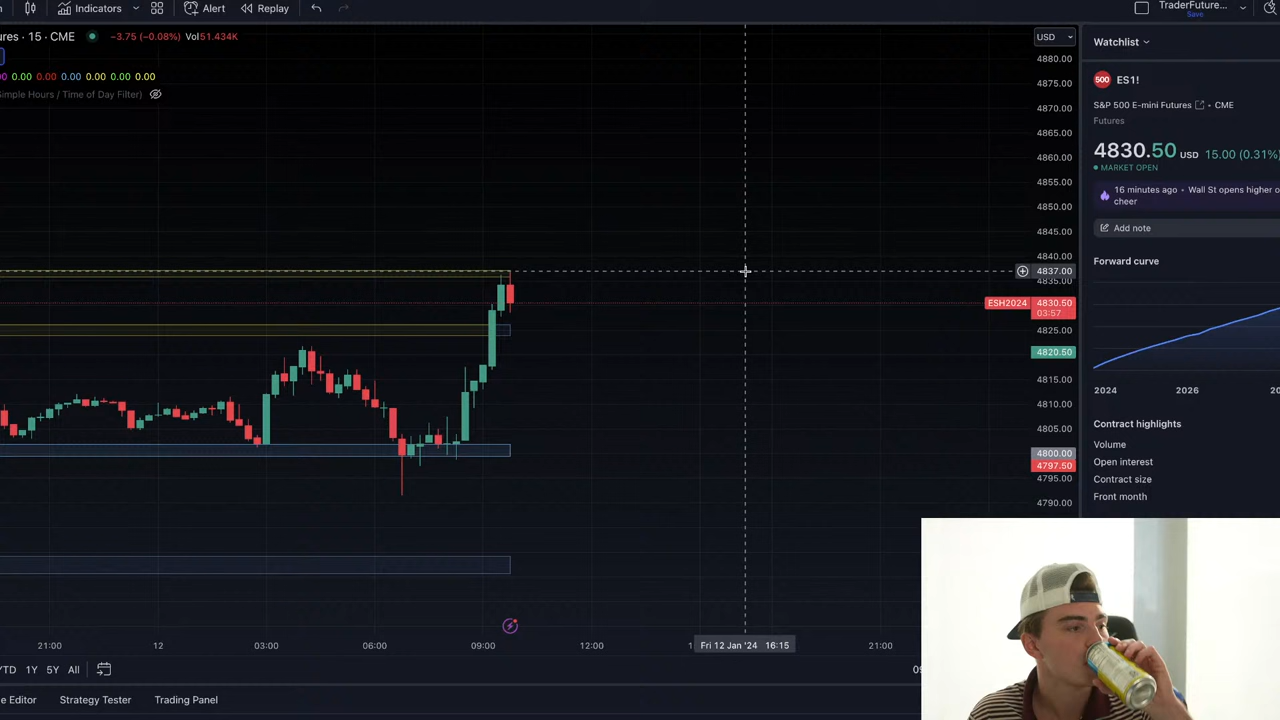 Indicators
Alert
Replay
TraderFuture...
Save
ures · 15 · CME
−3.75 (−0.08%) Vol51.434K
0.00 0.00 0.00 0.00 0.00 0.00
imple Hours / Time of Day Filter)
USD
4880.00
4875.00
4870.00
4865.00
4860.00
4855.00
4850.00
4845.00
4840.00
4837.00
4835.00
ESH2024 4830.50
03:57
4825.00
4820.50
4815.00
4810.00
4805.00
4800.00
4797.50
4795.00
4790.00
21:00
12
03:00
06:00
09:00
12:00
Fri 12 Jan '24 16:15
21:00
YTD 1Y 5Y All
e Editor
Strategy Tester
Trading Panel
Watchlist
500 ES1!
S&P 500 E-mini Futures • CME
Futures
4830.50 USD 15.00 (0.31%)
MARKET OPEN
16 minutes ago • Wall St opens higher o
cheer
Add note
Forward curve
2024
2026
Contract highlights
Volume
Open interest
Contract size
Front month